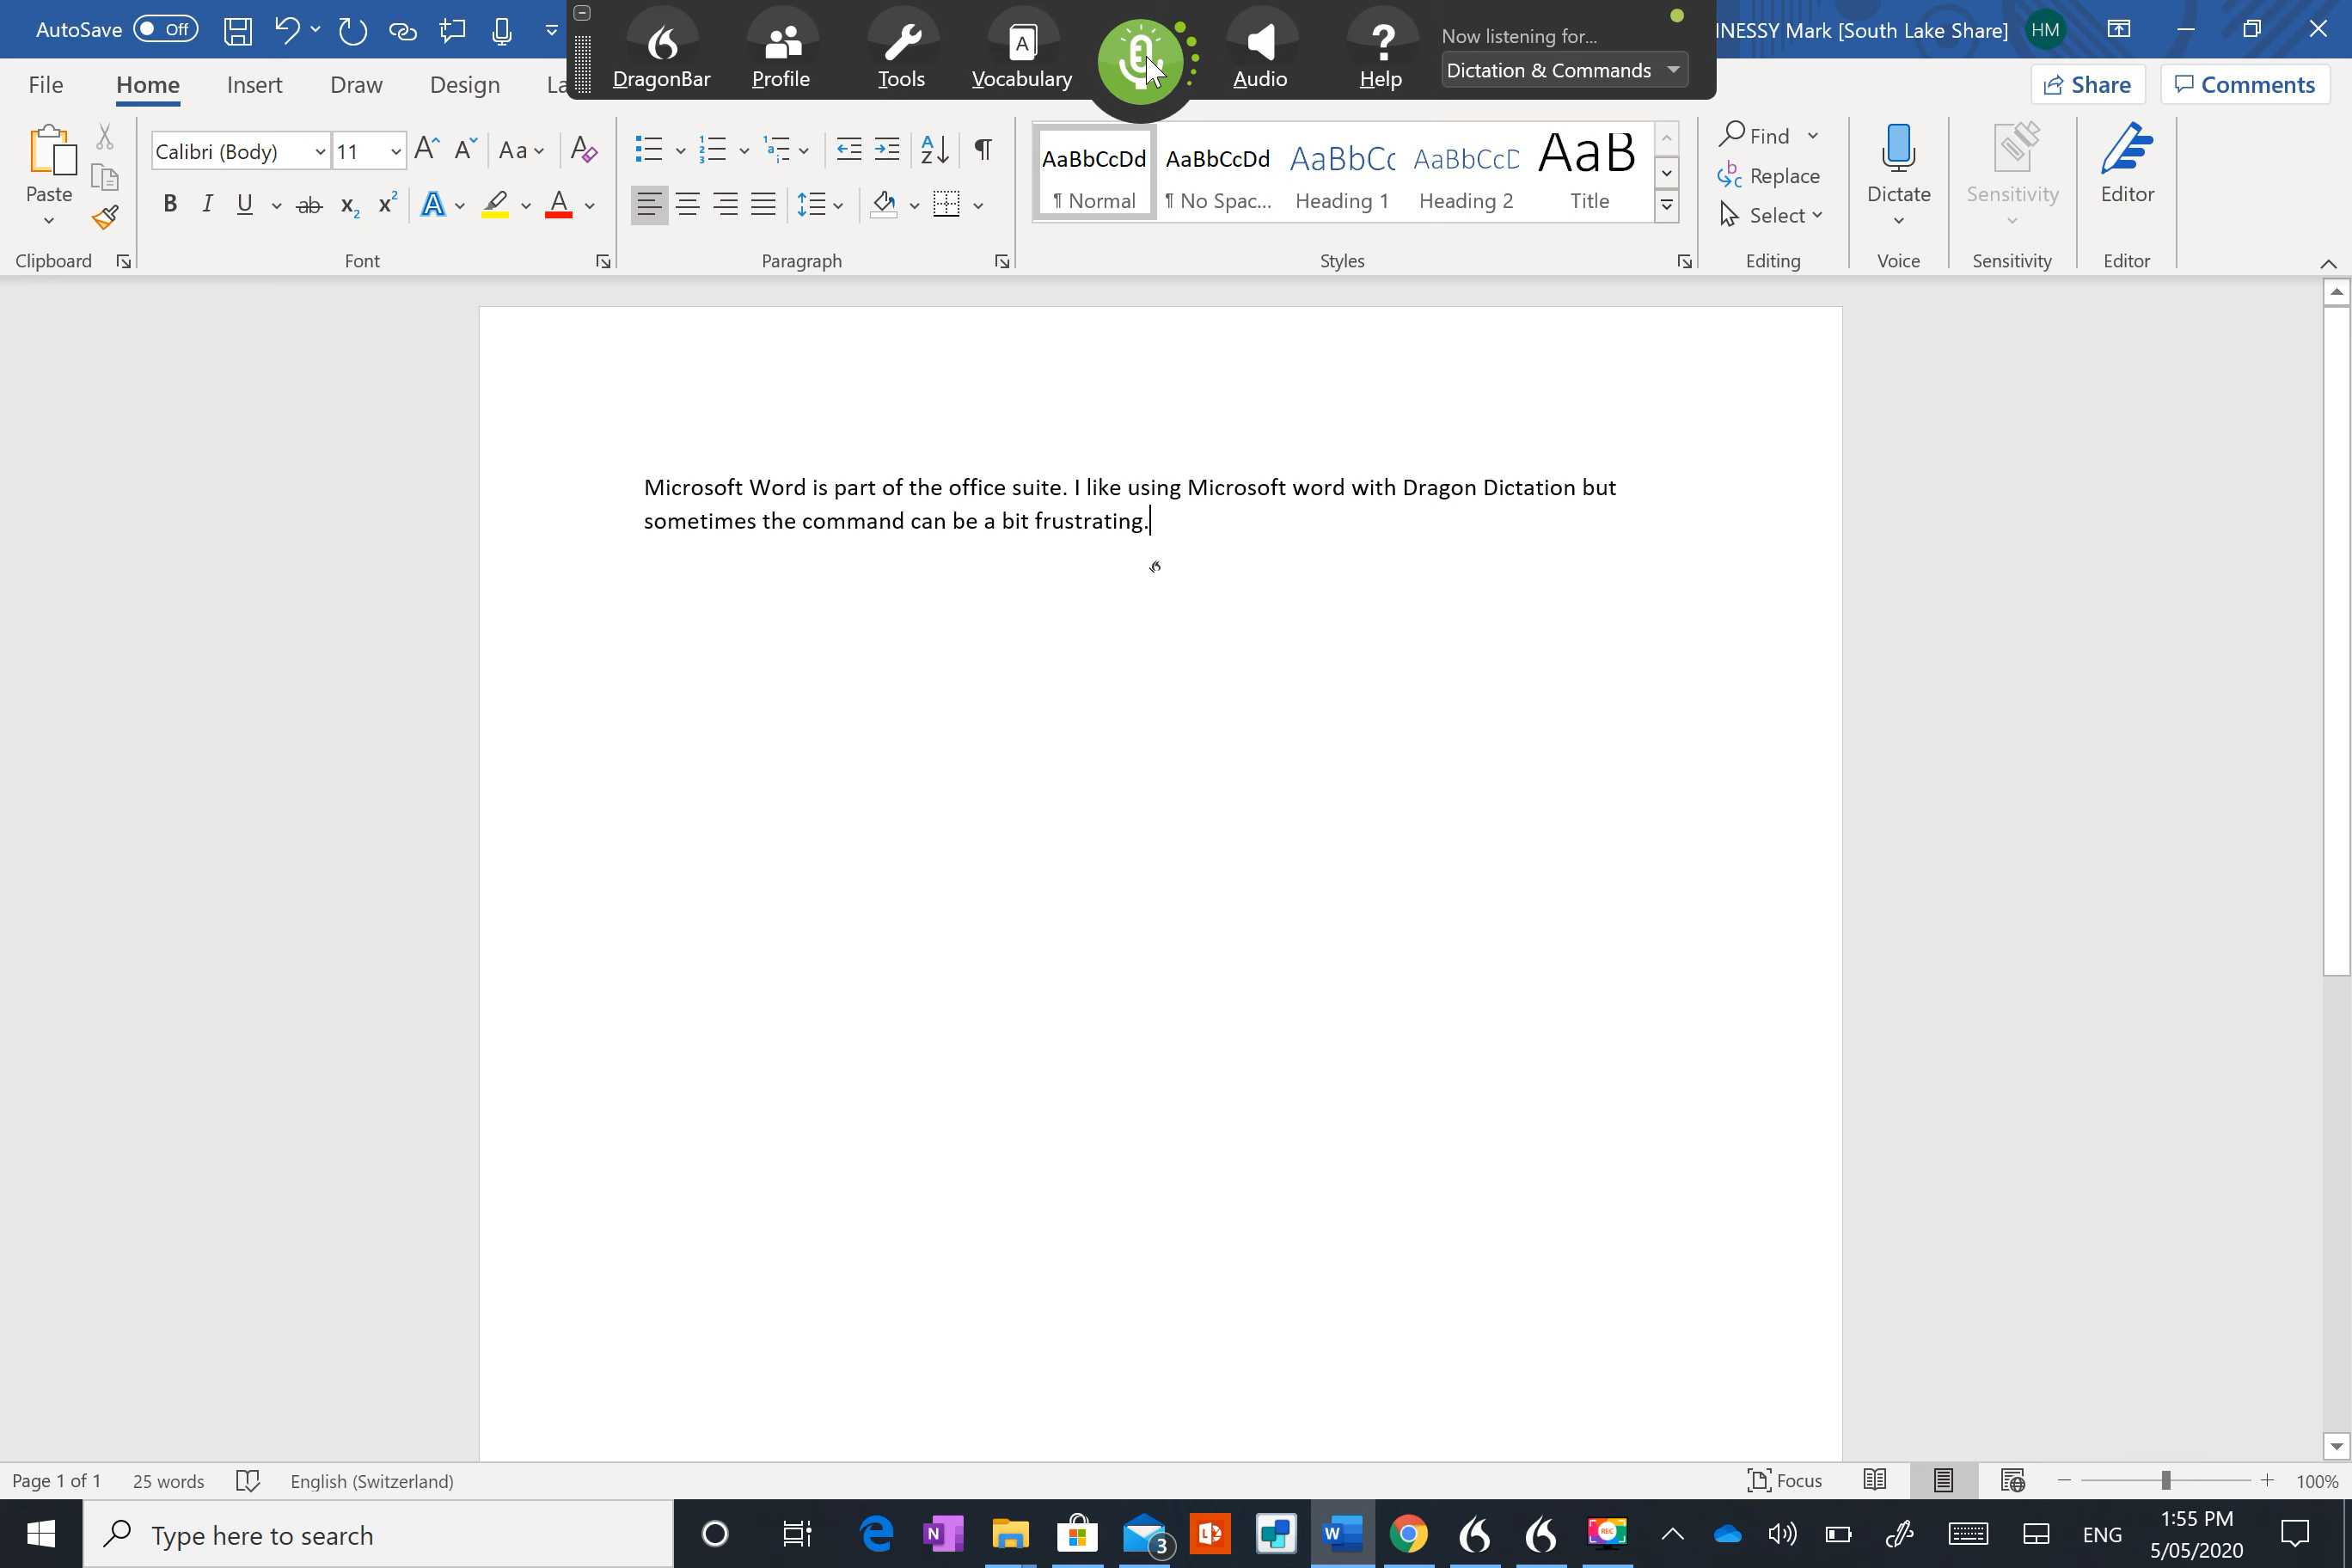 AutoSave Off
DragonBar Profile Tools Vocabulary Audio Help
Now listening for...
Dictation & Commands
INESSY Mark [South Lake Share] HM
File Home Insert Draw Design La
Share Comments
Paste
Clipboard
Calibri (Body) 11
Font
Paragraph
AaBbCcDd AaBbCcDd AaBbCc AaBbCcD AaB
¶ Normal ¶ No Spac... Heading 1 Heading 2 Title
Styles
Find
Replace
Select
Editing
Dictate
Voice
Sensitivity
Sensitivity
Editor
Editor
Microsoft Word is part of the office suite. I like using Microsoft word with Dragon Dictation but
sometimes the command can be a bit frustrating.
Page 1 of 1 25 words English (Switzerland) Focus 100%
Type here to search
3
ENG
1:55 PM
5/05/2020